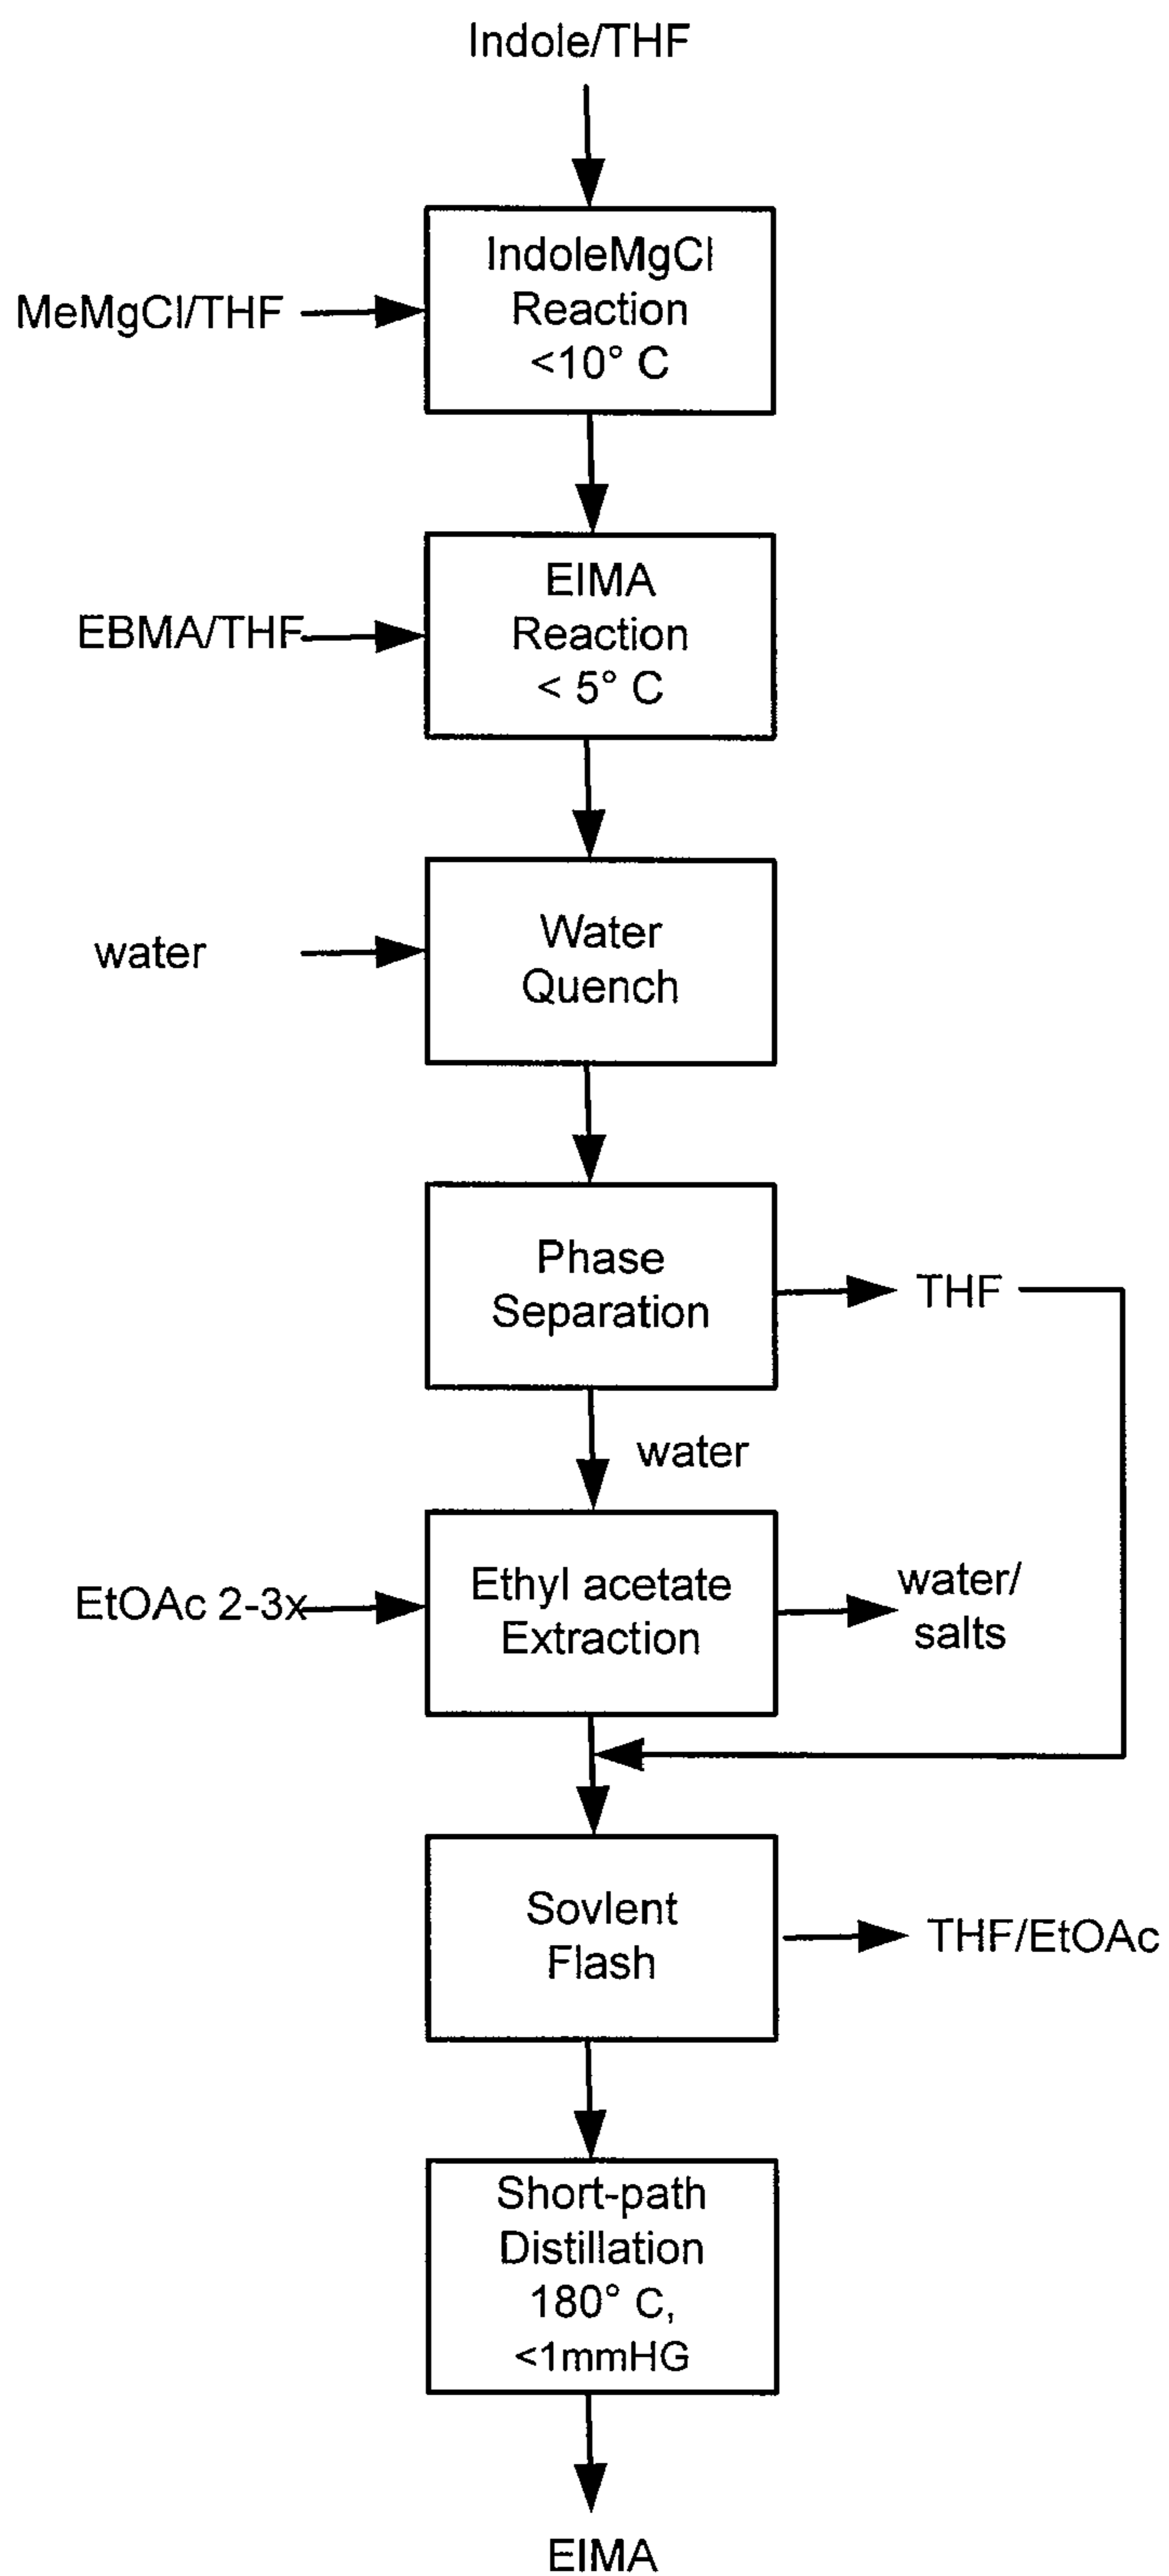 Indole/THF
IndoleMgCl
Reaction
<10° C
MeMgCl/THF
EIMA
Reaction
< 5° C
EBMA/THF
Water
Quench
water
Phase
Separation
THF
water
Ethyl acetate
Extraction
EtOAc 2-3x
water/
salts
Sovlent
Flash
THF/EtOAc
Short-path
Distillation
180° C,
<1mmHG
EIMA